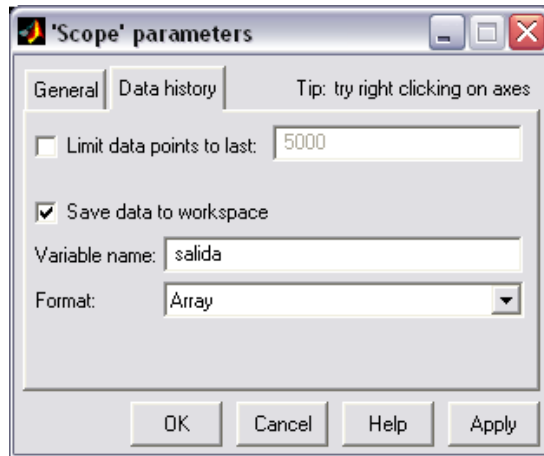 'Scope' parameters
General Data history Tip: try right clicking on axes
Limit data points to last: 5000
Save data to workspace
Variable name: salida
Format: Array
OK Cancel Help Apply